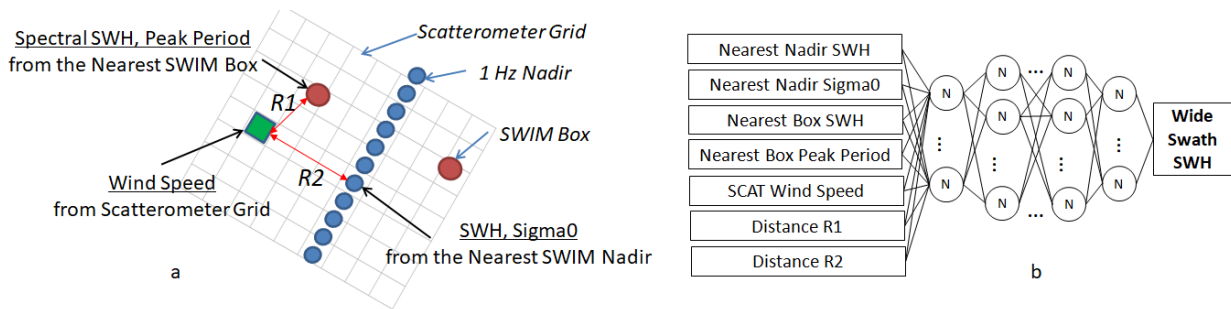 Spectral SWH, Peak Period
from the Nearest SWIM Box
Scatterometer Grid
1 Hz Nadir
R1
SWIM Box
R2
Wind Speed
from Scatterometer Grid
SWH, Sigma0
from the Nearest SWIM Nadir
a
Nearest Nadir SWH
Nearest Nadir Sigma0
Nearest Box SWH
Nearest Box Peak Period
SCAT Wind Speed
Distance R1
Distance R2
N
...
N
N
N
N
N
N
...
...
...
...
N
N
N
N
...
Wide
Swath
SWH
b